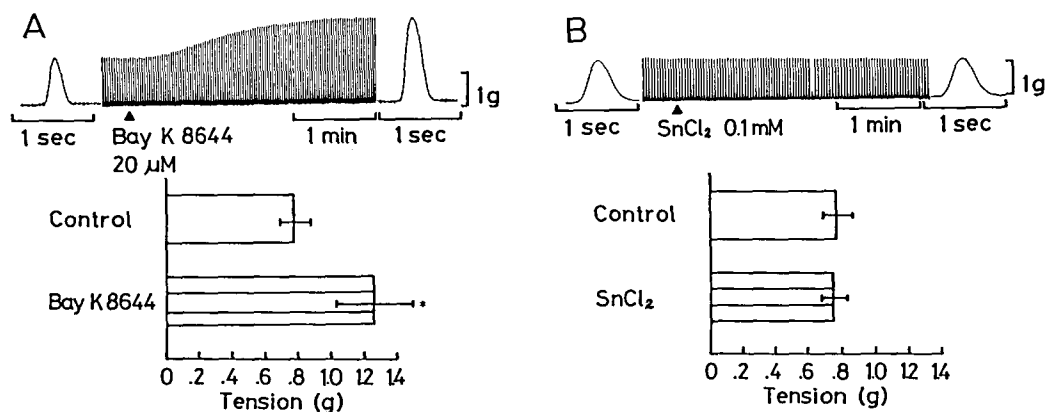 A
1g
1 sec
1 min
1 sec
Bay K 8644
20 µM
Control
Bay K 8644
*
0 .2 .4 .6 .8 1.0 1.2 1.4
Tension (g)
B
1g
1 sec
1 min
1 sec
SnCl₂ 0.1 mM
Control
SnCl₂
0 .2 .4 .6 .8 1.0 1.2 1.4
Tension (g)